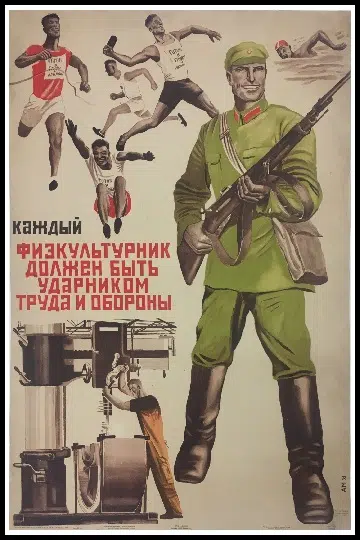 каждый
физкультурник
должен быть
ударником
труда и обороны